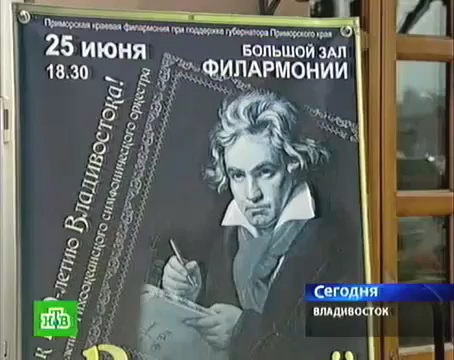 Приморская краевая филармония при поддержке губернатора Приморского края
25 июня
18.30
БОЛЬШОЙ ЗАЛ
ФИЛАРМОНИИ
-летию Владивостока!
Тихоокеанского симфонического оркестра
НТВ
Сегодня
ВЛАДИВОСТОК